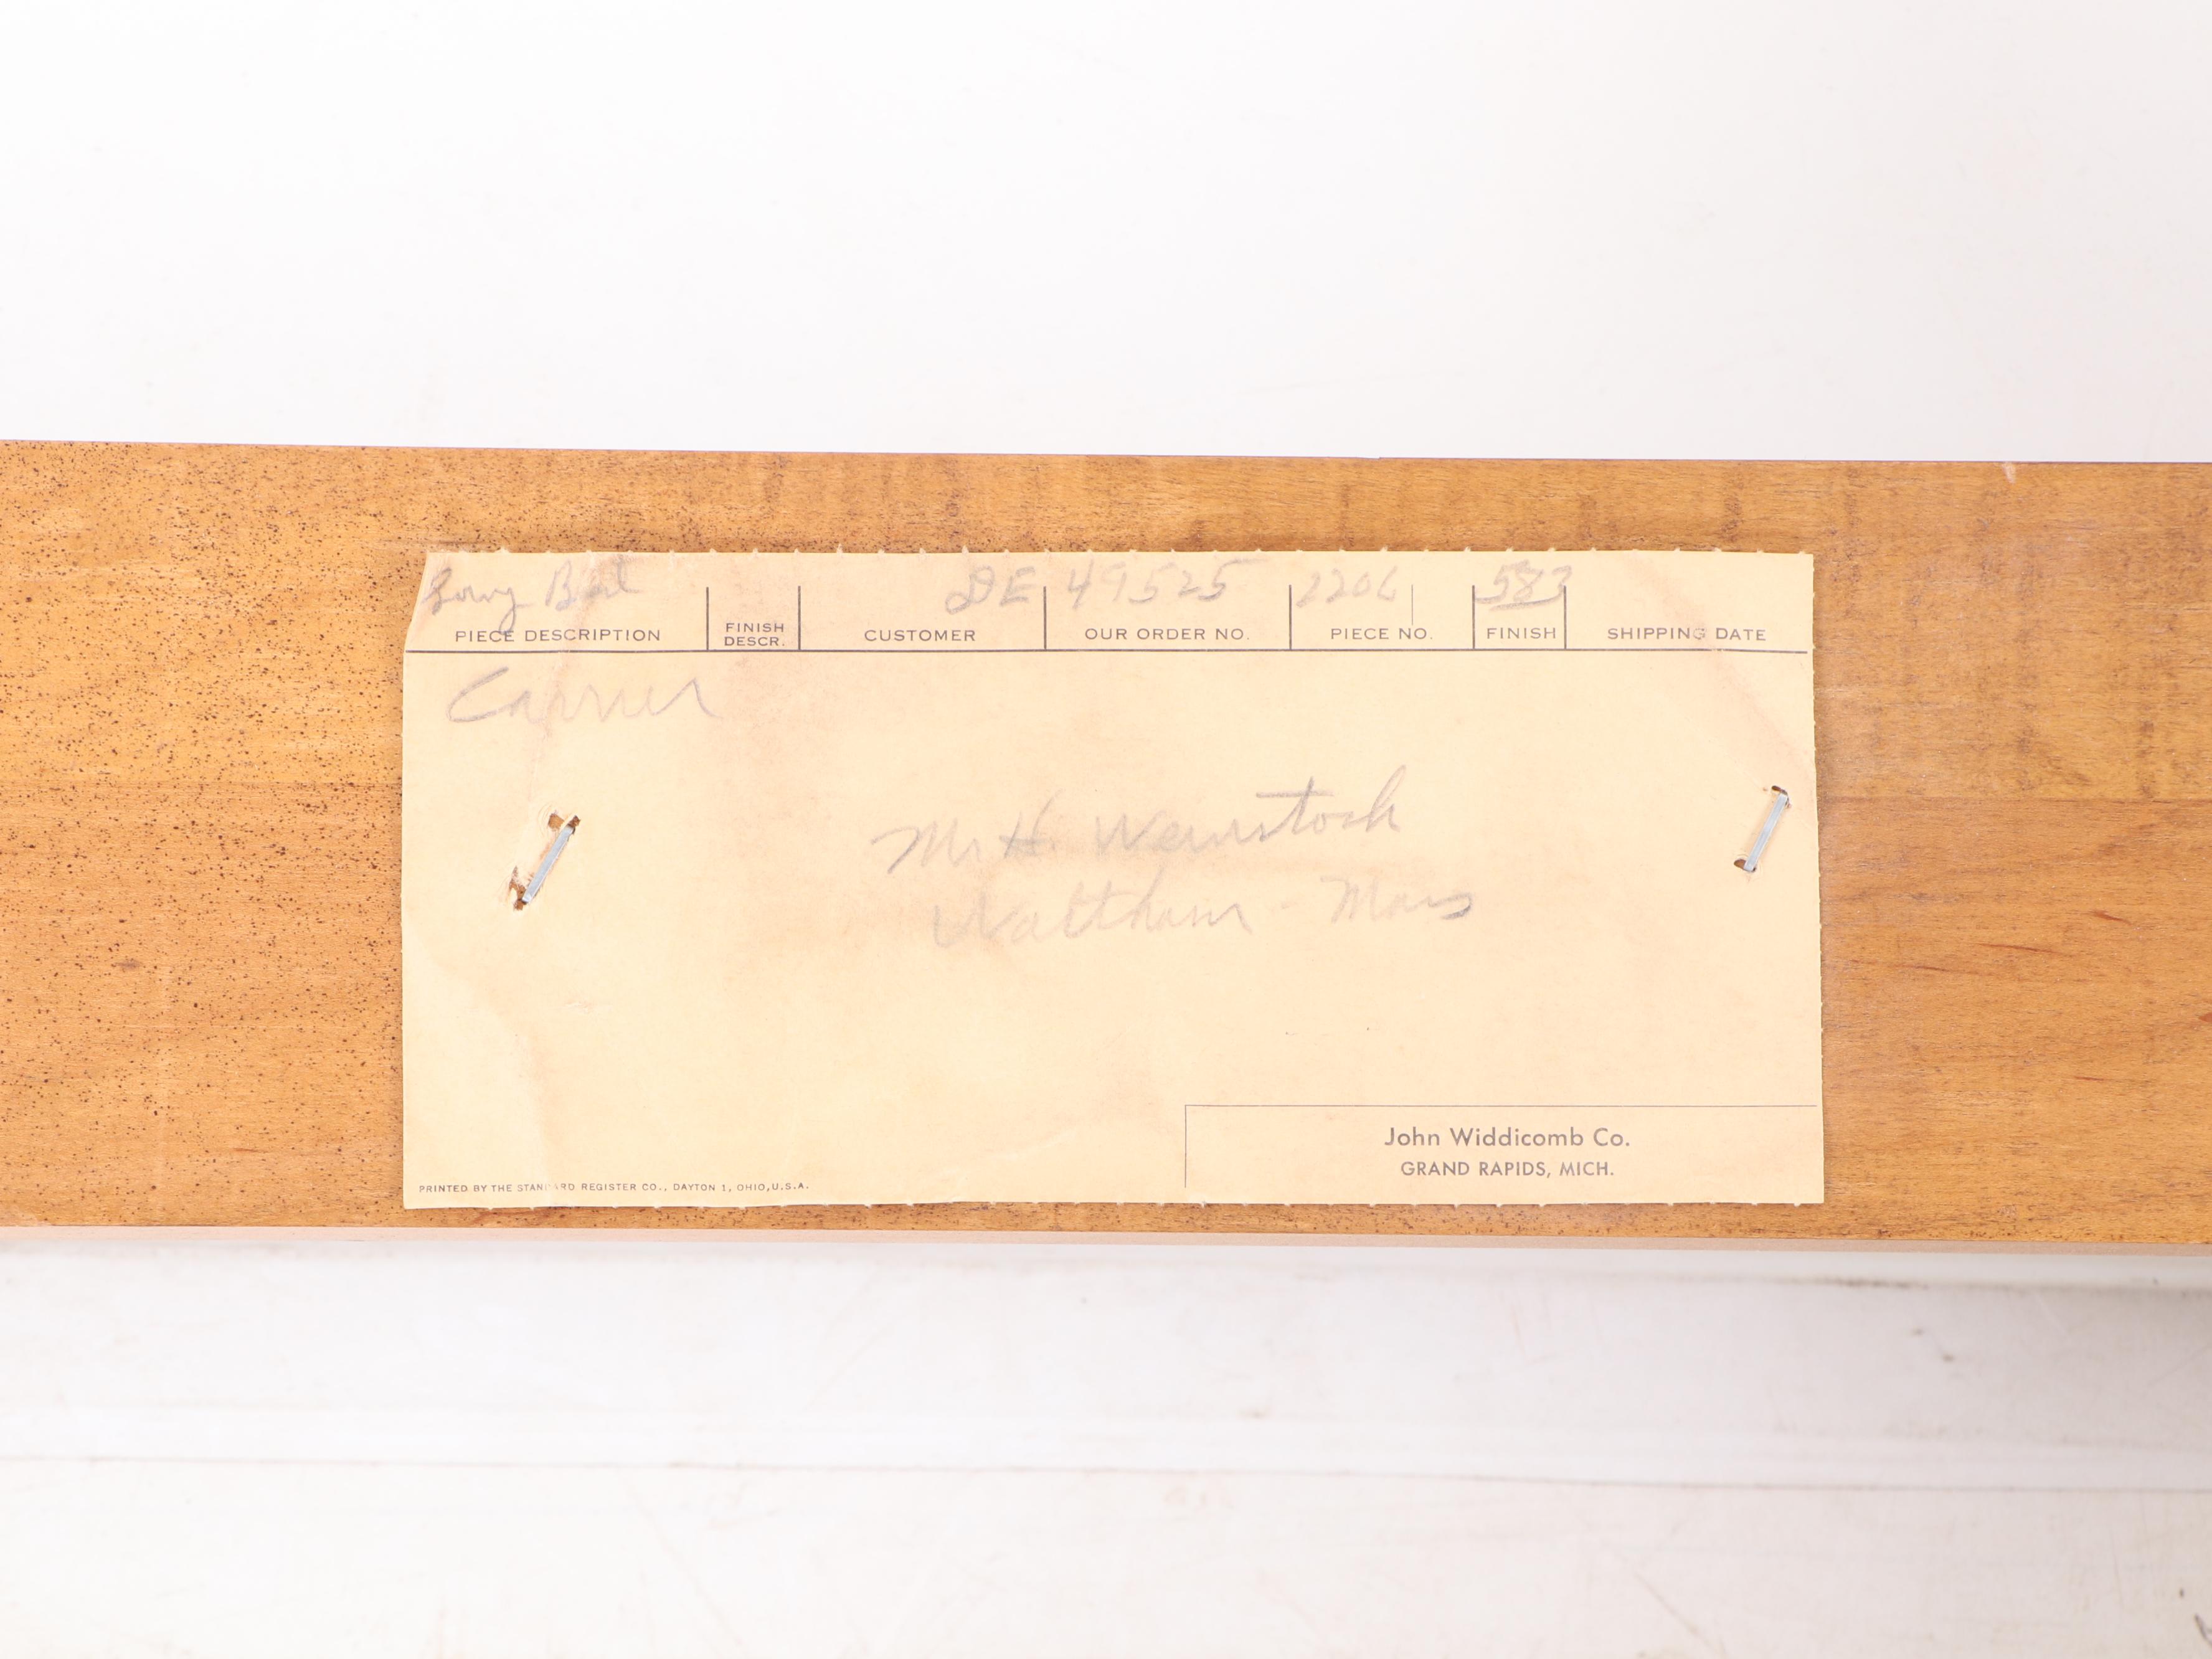 DE 49525 2206 583
PIECE DESCRIPTION FINISH DESCR. CUSTOMER OUR ORDER NO. PIECE NO. FINISH SHIPPING DATE
Carrier
Mr H. Weinstock
Waltham - Mass
John Widdicomb Co.
GRAND RAPIDS, MICH.
PRINTED BY THE STANDARD REGISTER CO., DAYTON 1, OHIO, U.S.A.